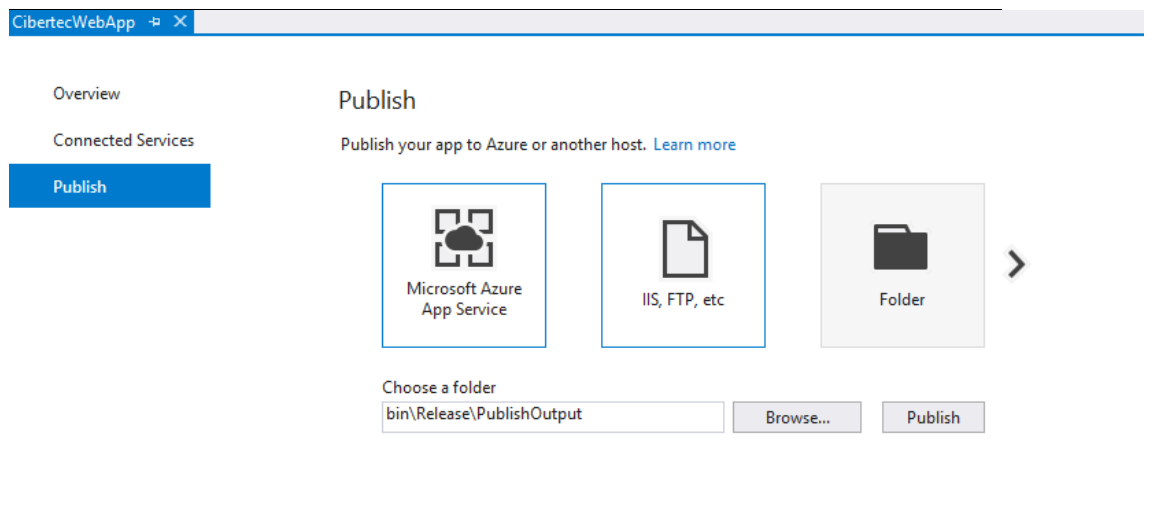 CibertecWebApp
Overview
Connected Services
Publish
Publish
Publish your app to Azure or another host. Learn more
Microsoft Azure
App Service
IIS, FTP, etc
Folder
Choose a folder
bin\Release\PublishOutput
Browse...
Publish